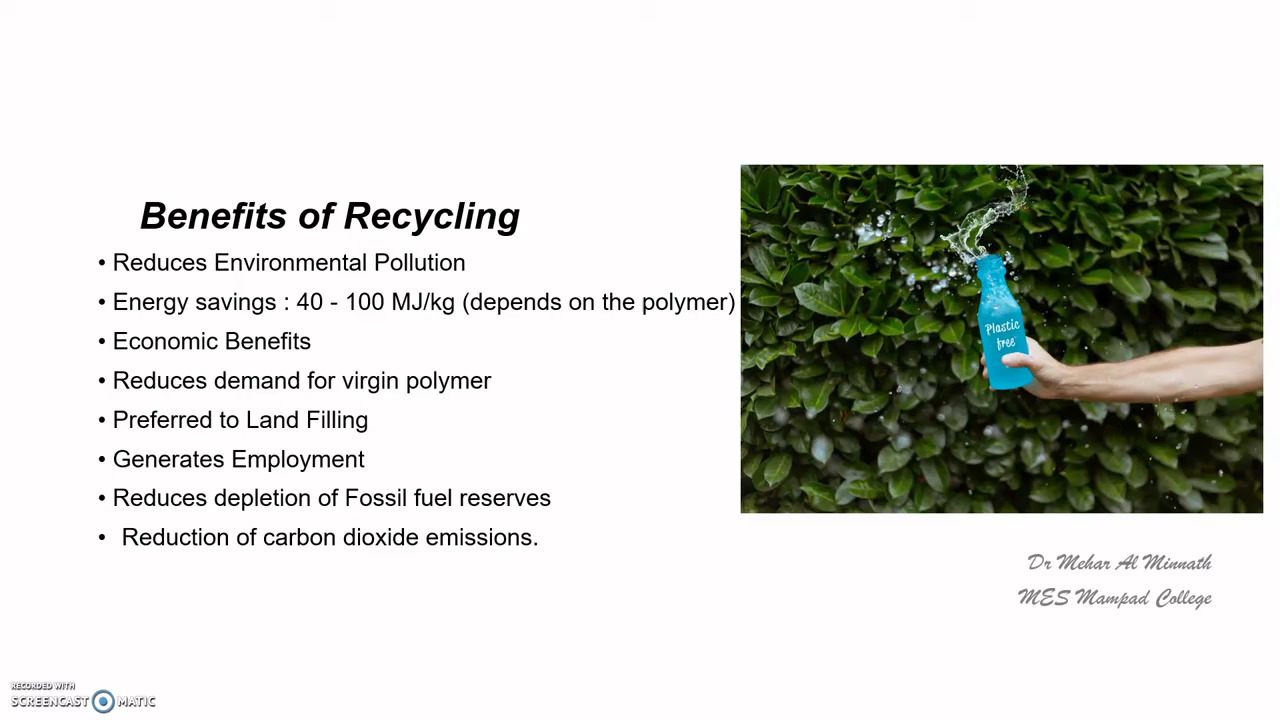 Benefits of Recycling
• Reduces Environmental Pollution
• Energy savings : 40 - 100 MJ/kg (depends on the polymer)
• Economic Benefits
• Reduces demand for virgin polymer
• Preferred to Land Filling
• Generates Employment
• Reduces depletion of Fossil fuel reserves
• Reduction of carbon dioxide emissions.
Plastic
free
Dr Mehar Al Minnath
MES Mampad College
RECORDED WITH
SCREENCAST MATIC